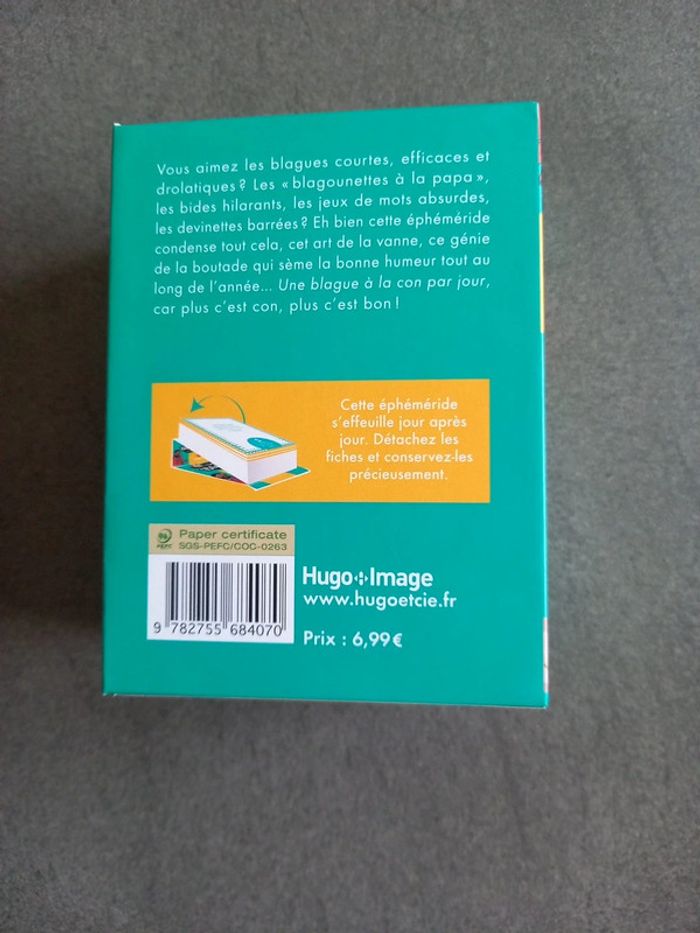 Vous aimez les blagues courtes, efficaces et
drolatiques ? Les « blagounettes à la papa »,
les bides hilarants, les jeux de mots absurdes,
les devinettes barrées ? Eh bien cette éphéméride
condense tout cela, cet art de la vanne, ce génie
de la boutade qui sème la bonne humeur tout au
long de l'année... Une blague à la con par jour,
car plus c'est con, plus c'est bon !
Cette éphéméride
s'effeuille jour après
jour. Détachez les
fiches et conservez-les
précieusement.
PEFC
Paper certificate
SGS-PEFC/COC-0263
9 782755 684070
Hugo+Image
www.hugoetcie.fr
Prix : 6,99 €